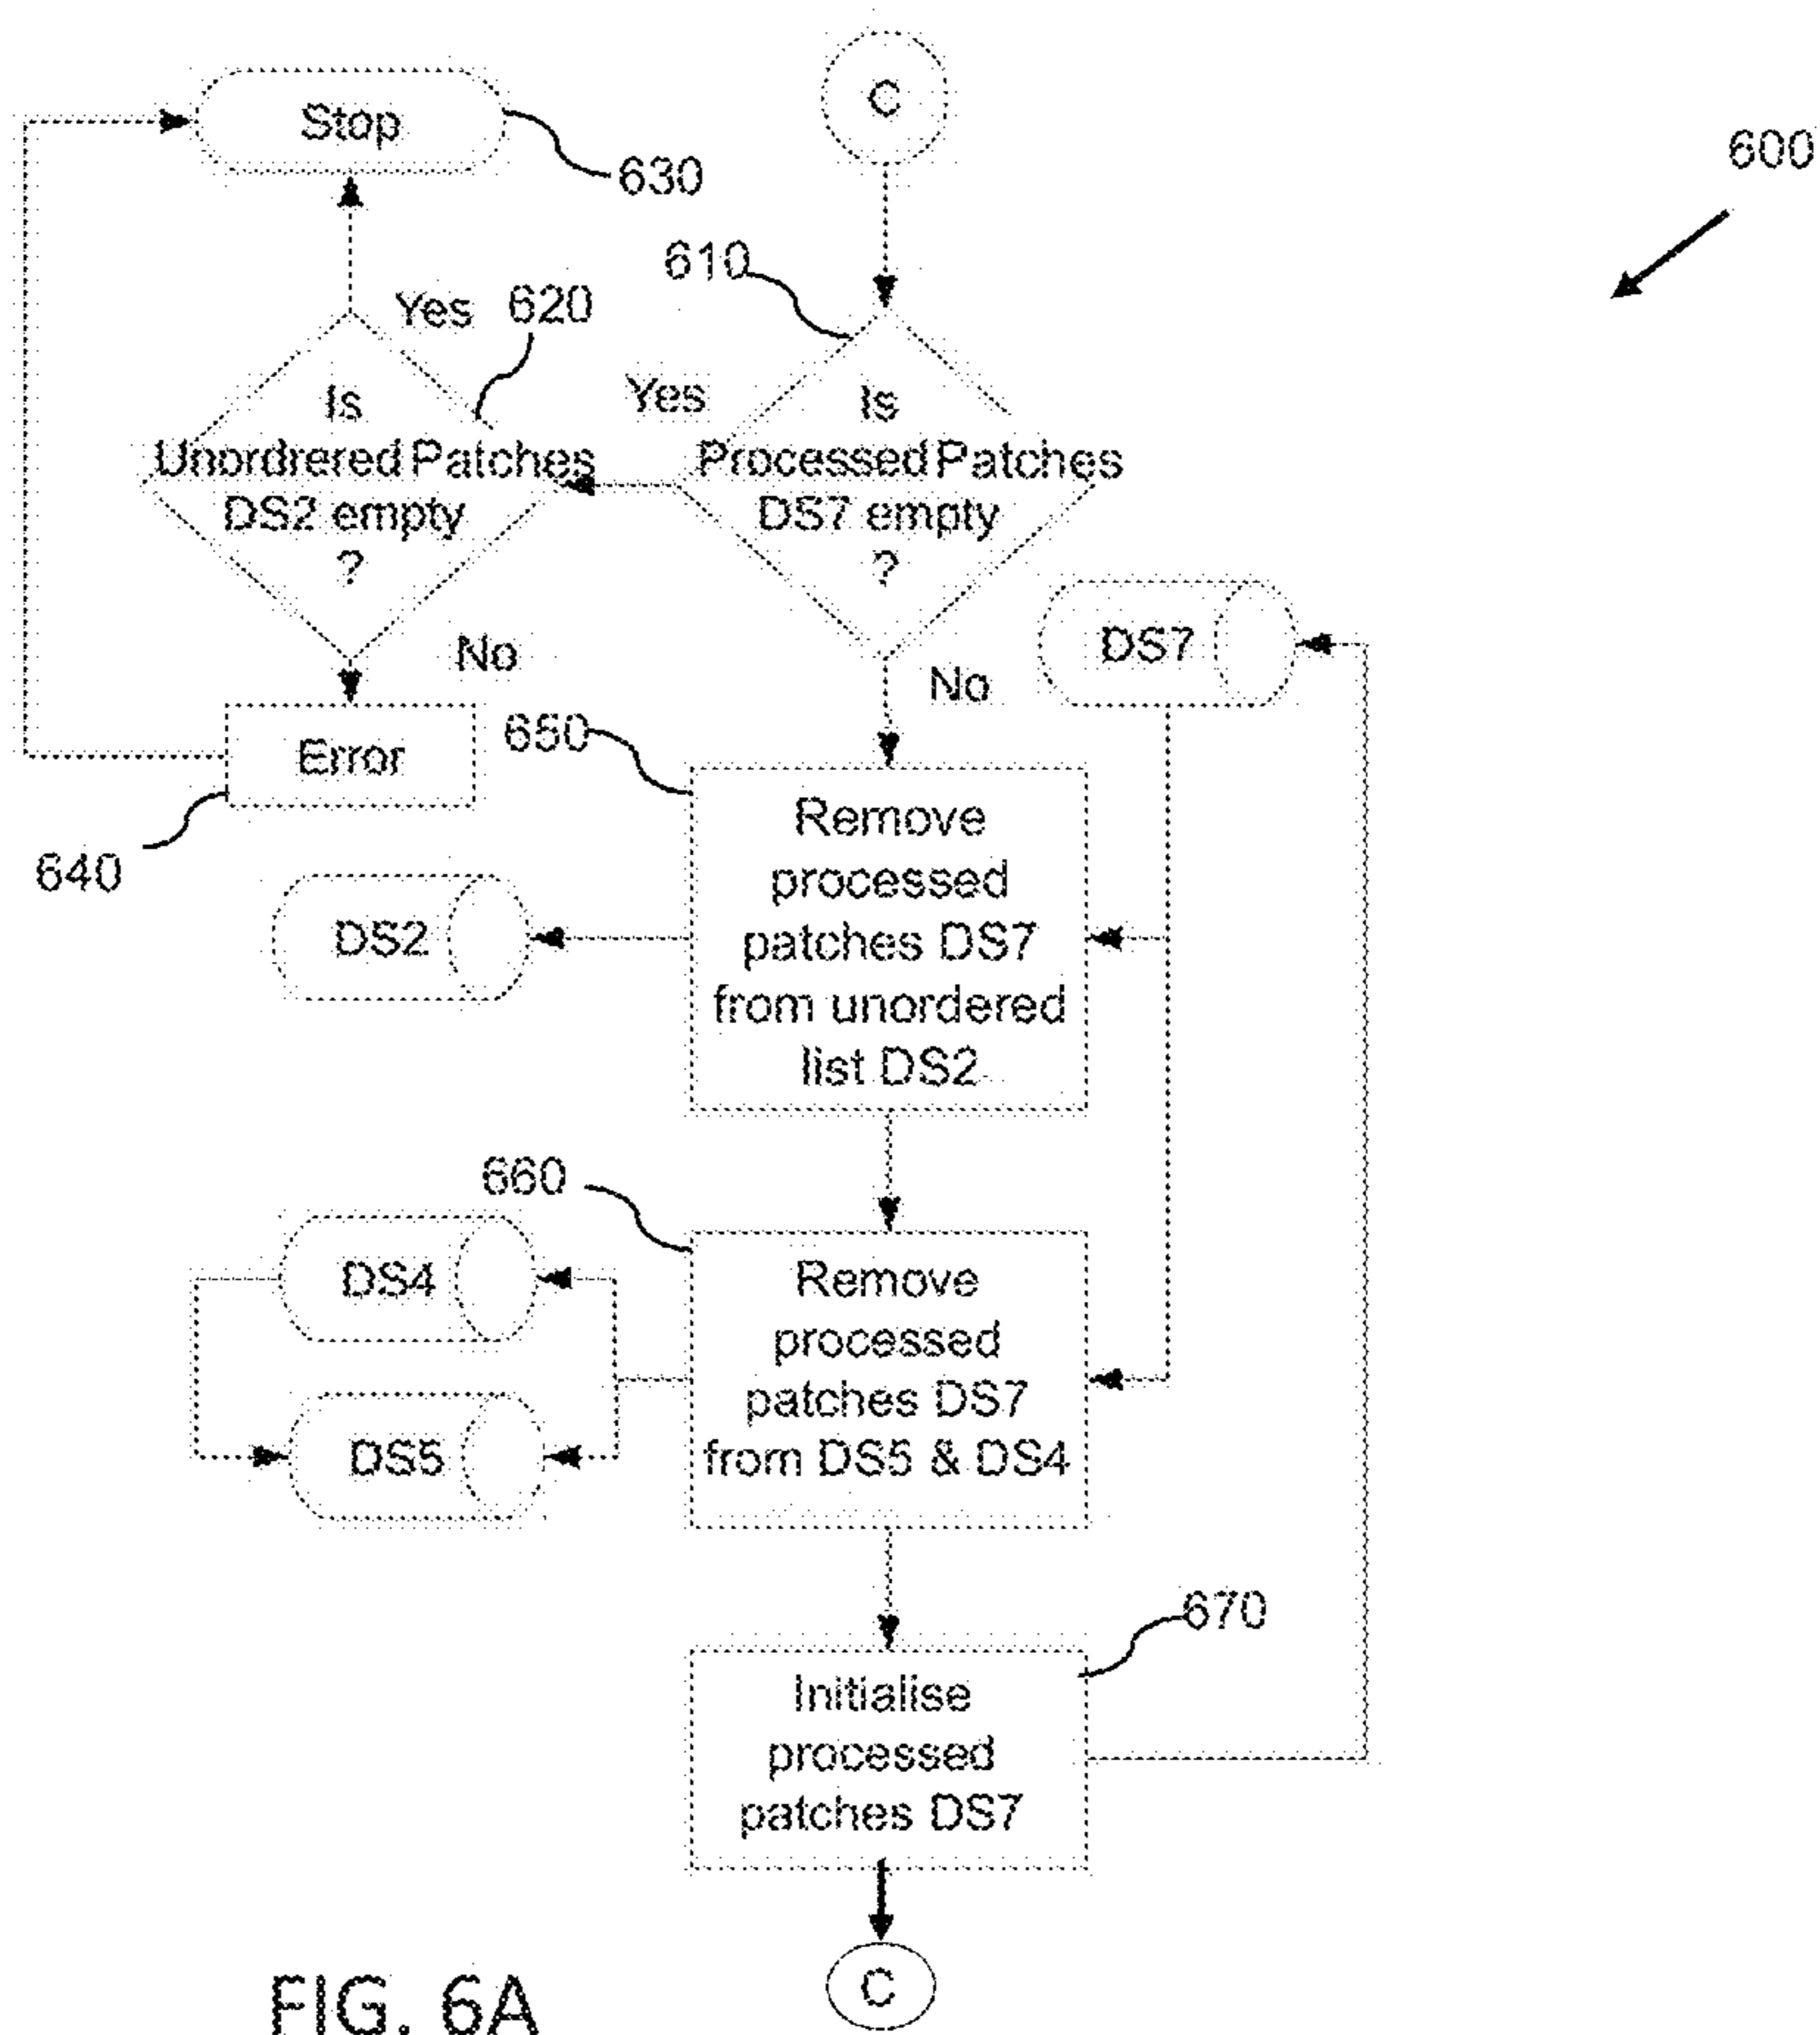 Stop
C
630
600
610
Yes
620
Yes
Is
Unordrered Patches
DS2 empty
?
Is
Processed Patches
DS7 empty
?
No
No
DS7
Error
640
650
Remove
processed
patches DS7
from unordered
list DS2
DS2
660
Remove
processed
patches DS7
from DS5 & DS4
DS4
DS5
670
Initialise
processed
patches DS7
C
FIG. 6A